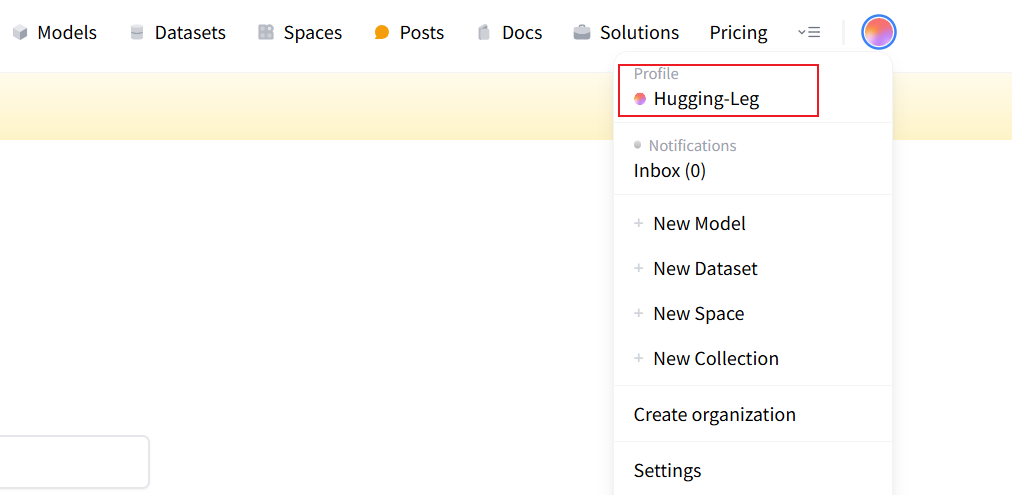 Models Datasets Spaces Posts Docs Solutions Pricing
Profile
Hugging-Leg
Notifications
Inbox (0)
+ New Model
+ New Dataset
+ New Space
+ New Collection
Create organization
Settings